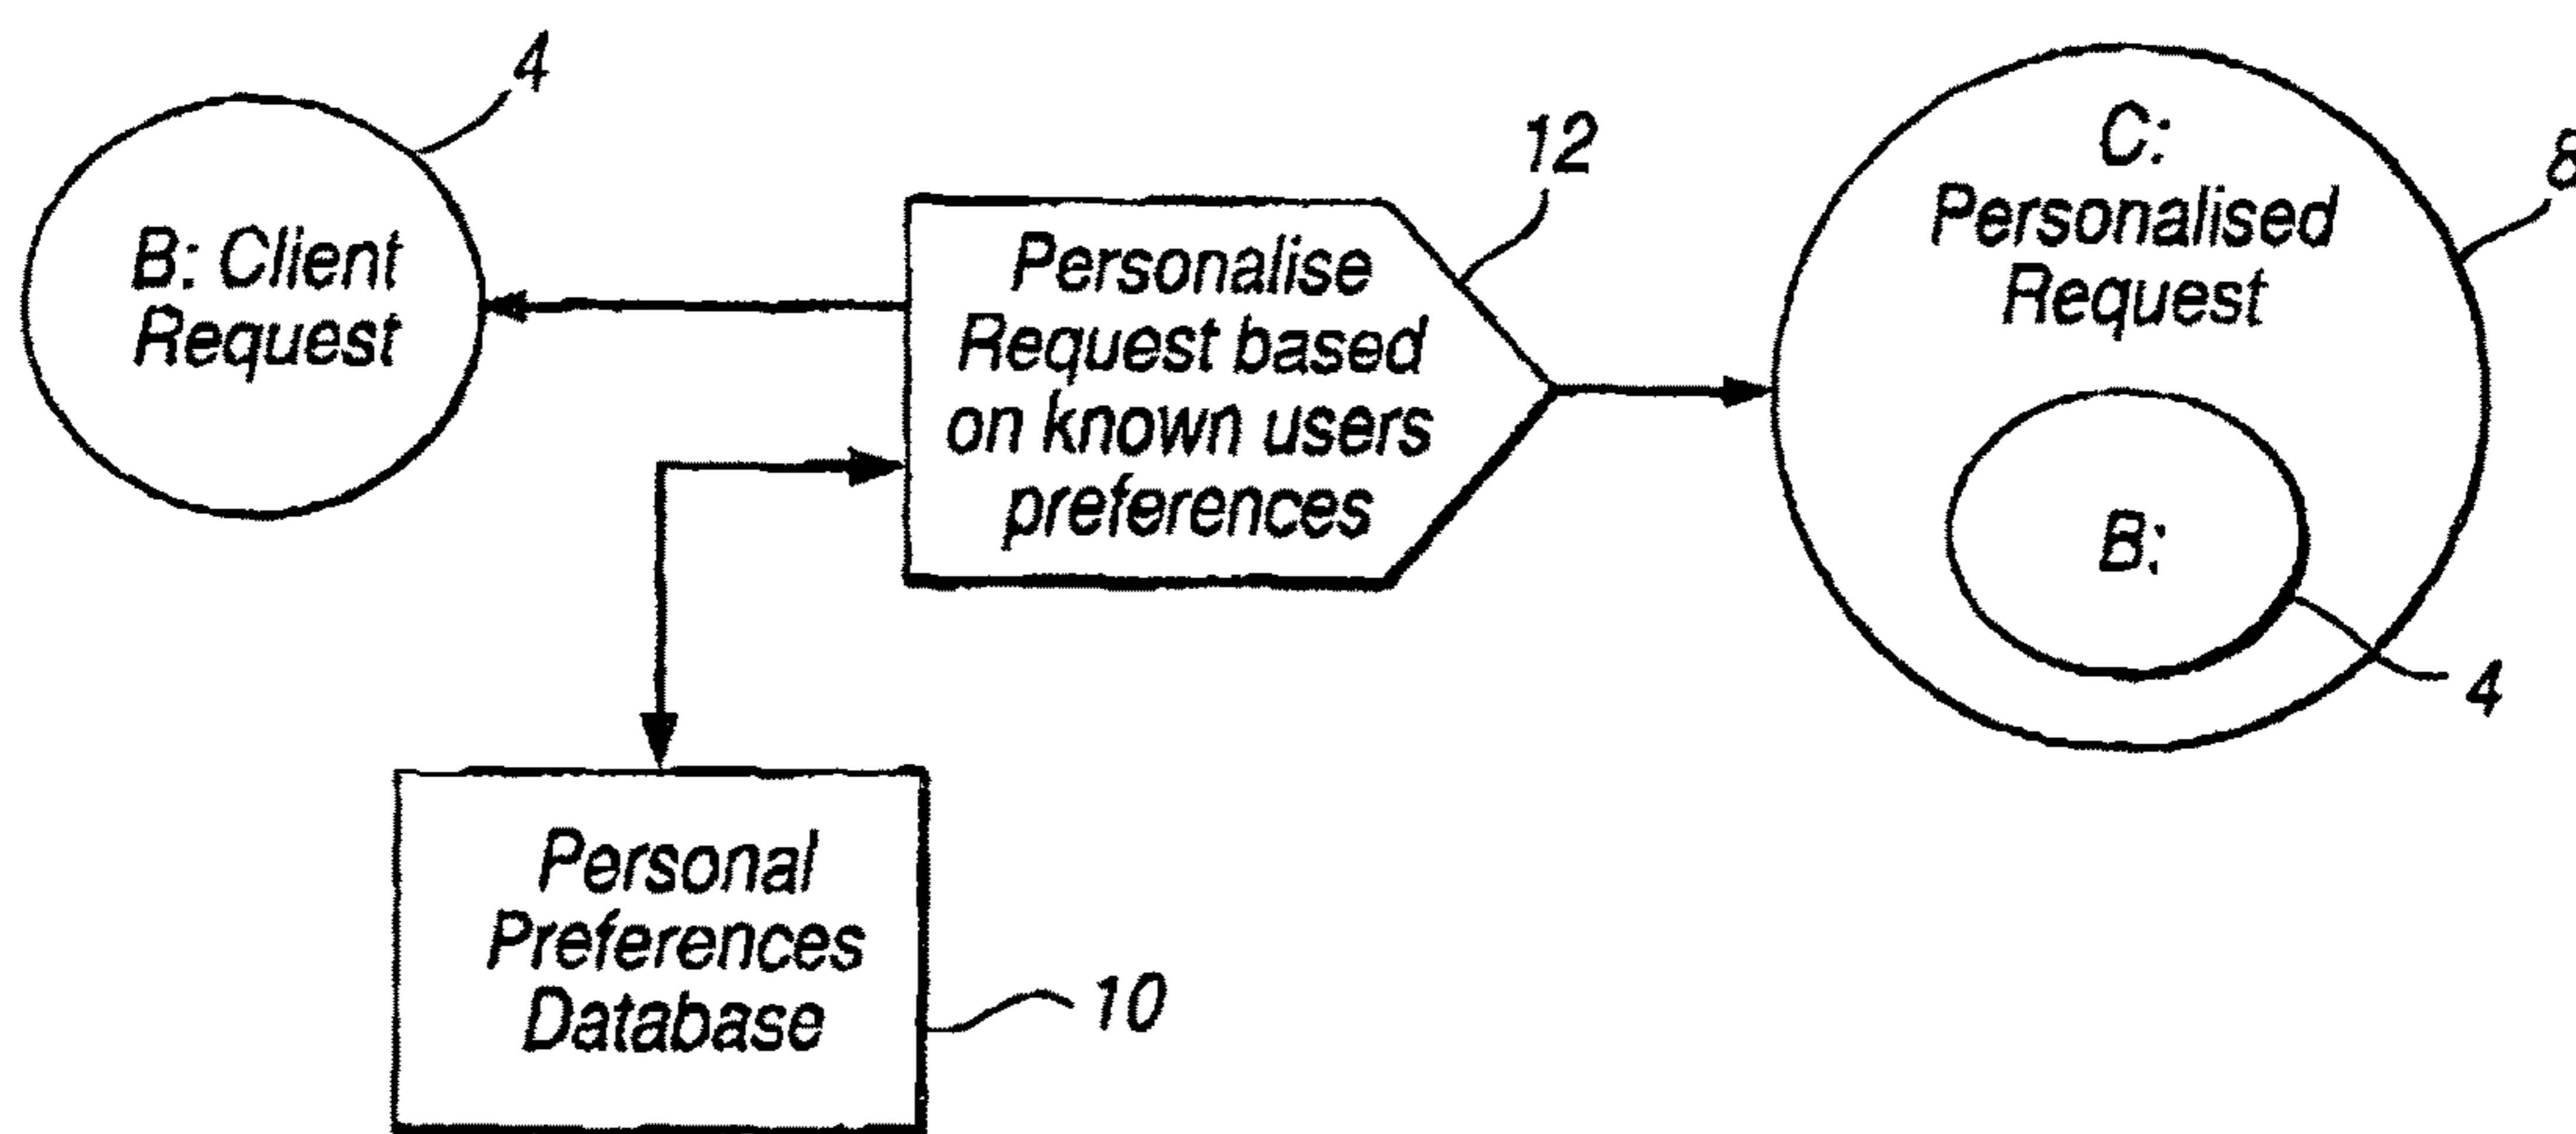 4
B: Client
Request
12
Personalise
Request based
on known users
preferences
C:
Personalised
Request
8
B:
4
Personal
Preferences
Database
10